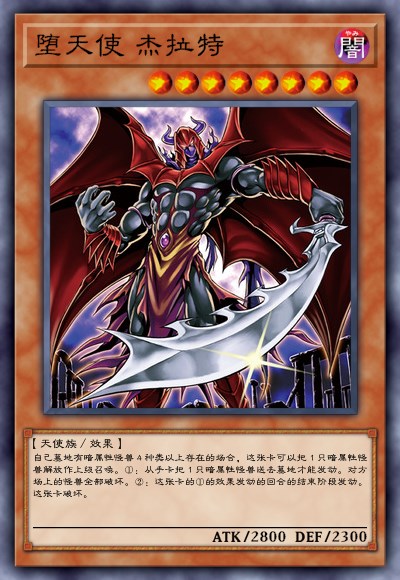 堕天使 杰拉特
やみ
闇
【天使族/效果】
自己墓地有暗属性怪兽4种类以上存在的场合，这张卡可以把1只暗属性怪
兽解放作上级召唤。①：从手卡把1只暗属性怪兽送去墓地才能发动。对方
场上的怪兽全部破坏。②：这张卡的①的效果发动的回合的结束阶段发动。
这张卡破坏。
ATK/2800 DEF/2300